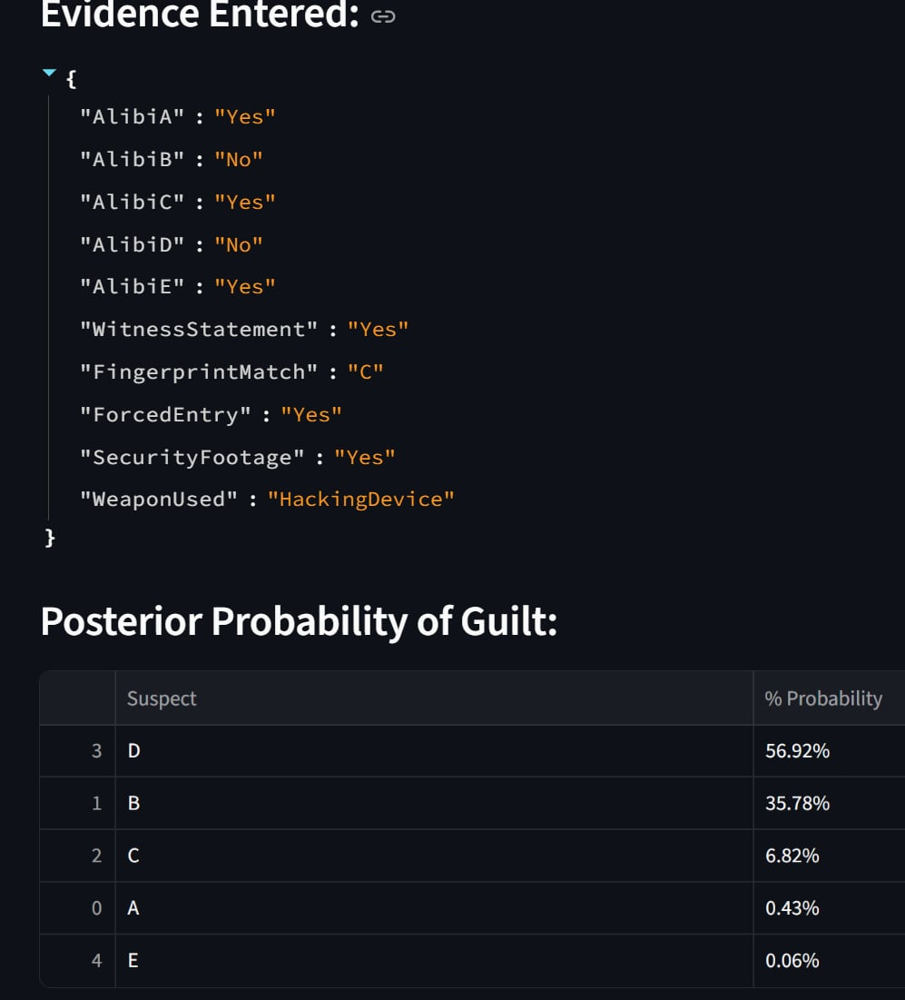 Evidence Entered:
{
"AlibiA" : "Yes"
"AlibiB" : "No"
"AlibiC" : "Yes"
"AlibiD" : "No"
"AlibiE" : "Yes"
"WitnessStatement" : "Yes"
"FingerprintMatch" : "C"
"ForcedEntry" : "Yes"
"SecurityFootage" : "Yes"
"WeaponUsed" : "HackingDevice"
}
Posterior Probability of Guilt:
Suspect % Probability
3 D 56.92%
1 B 35.78%
2 C 6.82%
0 A 0.43%
4 E 0.06%